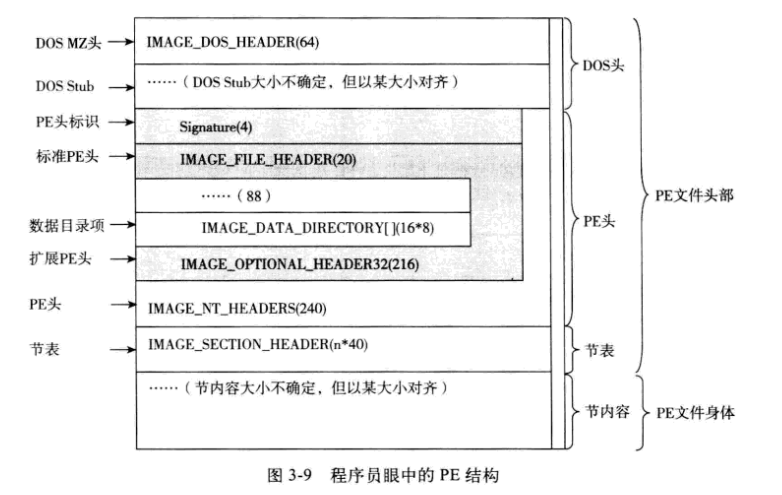 DOS MZ头
IMAGE_DOS_HEADER(64)
DOS头
DOS Stub
……（DOS Stub大小不确定，但以某大小对齐）
PE头标识
Signature(4)
标准PE头
IMAGE_FILE_HEADER(20)
……（88）
数据目录项
IMAGE_DATA_DIRECTORY[ ](16*8)
扩展PE头
IMAGE_OPTIONAL_HEADER32(216)
PE头
PE文件头部
PE头
IMAGE_NT_HEADERS(240)
节表
IMAGE_SECTION_HEADER(n*40)
节表
……（节内容大小不确定，但以某大小对齐）
节内容
PE文件身体
图 3-9 程序员眼中的 PE 结构